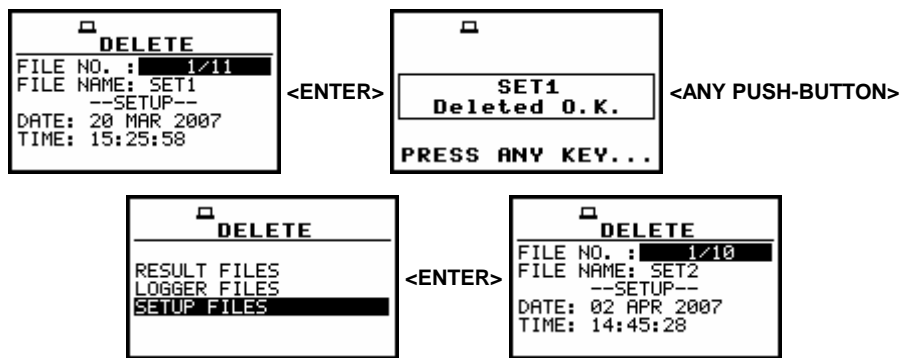 DELETE
FILE NO. : 1/11
FILE NAME: SET1
--SETUP--
DATE: 20 MAR 2007
TIME: 15:25:58
<ENTER>
SET1
Deleted O.K.
PRESS ANY KEY...
<ANY PUSH-BUTTON>
DELETE
RESULT FILES
LOGGER FILES
SETUP FILES
<ENTER>
DELETE
FILE NO. : 1/10
FILE NAME: SET2
--SETUP--
DATE: 02 APR 2007
TIME: 14:45:28